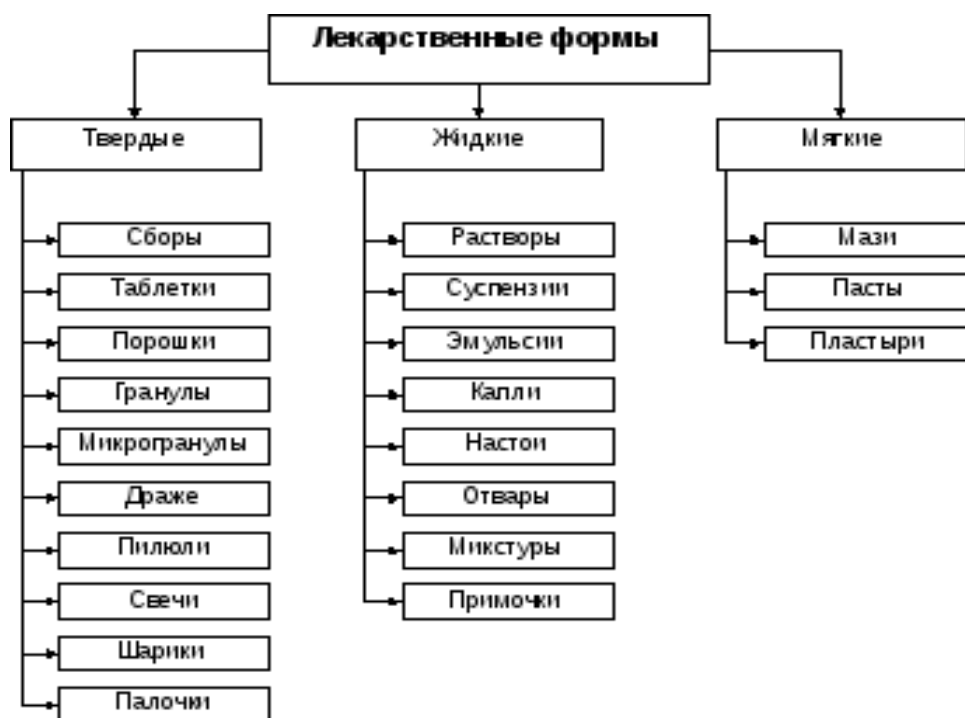 Лекарственные формы
Твердые
Сборы
Таблетки
Порошки
Гранулы
Микрогранулы
Драже
Пилюли
Свечи
Шарики
Палочки
Жидкие
Растворы
Суспензии
Эмульсии
Капли
Настои
Отвары
Микстуры
Примочки
Мягкие
Мази
Пасты
Пластыри